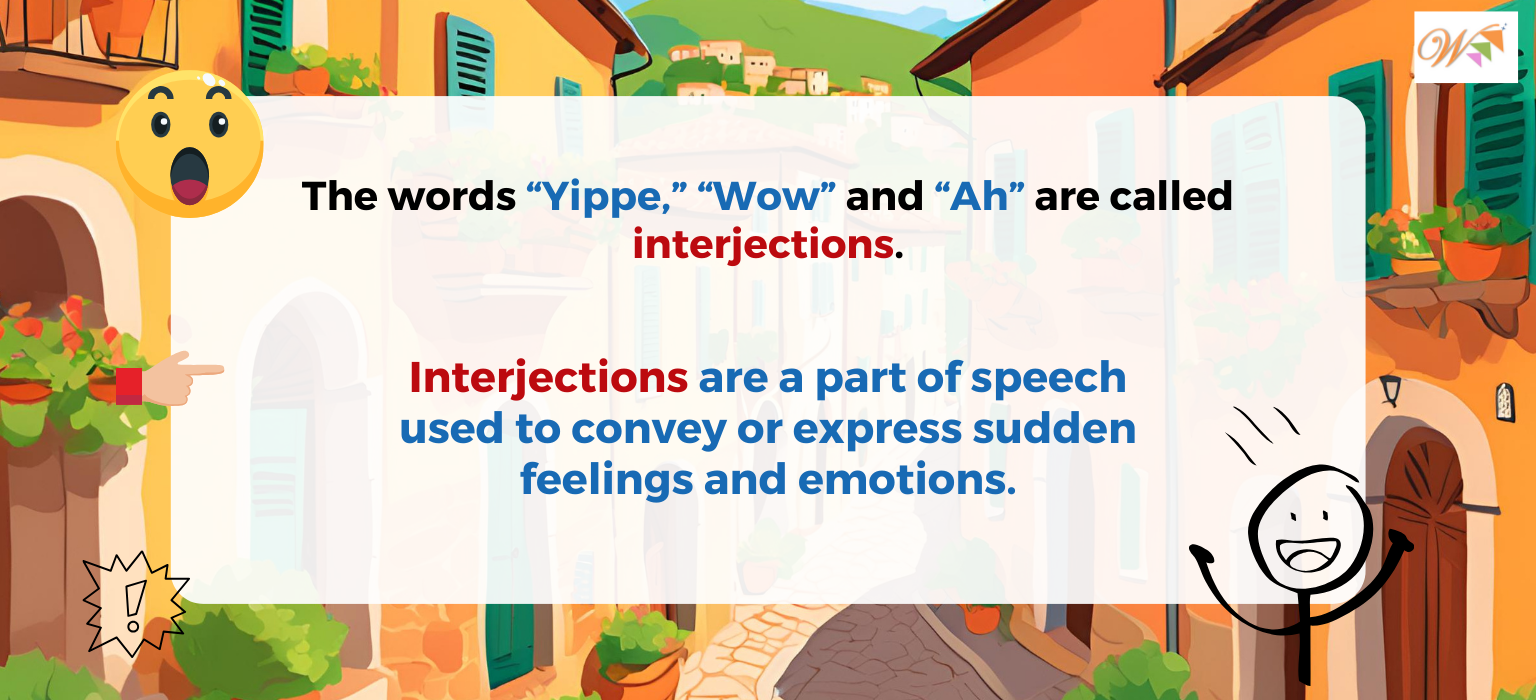 W
The words “Yippe,” “Wow” and “Ah” are called
interjections.
Interjections are a part of speech
used to convey or express sudden
feelings and emotions.
!